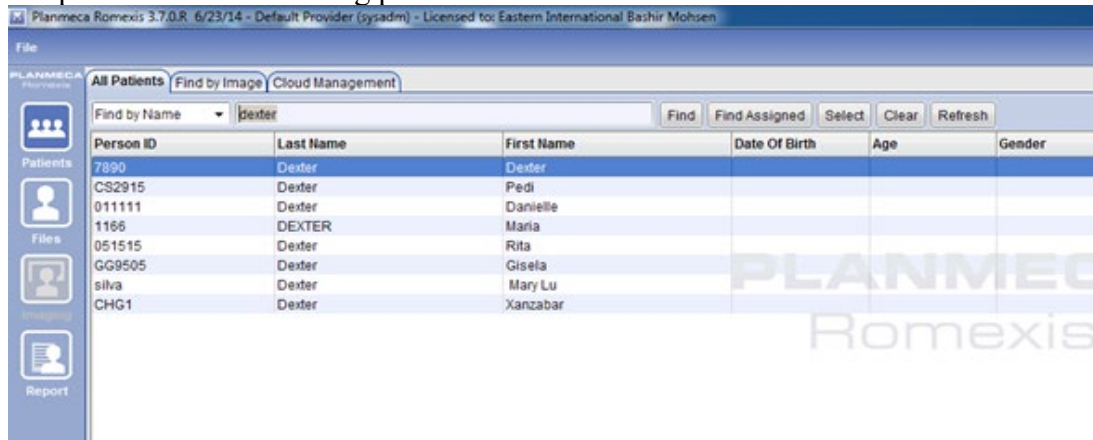 Planmeca Romexis 3.7.0.R 6/23/14 - Default Provider (sysadm) - Licensed to: Eastern International Bashir Mohsen
File
PLANMECA
Romexis
All Patients Find by Image Cloud Management
Find by Name dexter Find Find Assigned Select Clear Refresh
Person ID Last Name First Name Date Of Birth Age Gender
7890 Dexter Dexter
CS2915 Dexter Pedi
011111 Dexter Danielle
1166 DEXTER Maria
051515 Dexter Rita
GG9505 Dexter Gisela
silva Dexter Mary Lu
CHG1 Dexter Xanzabar
Patients
Files
Imaging
Report
PLANMEC
Romexis